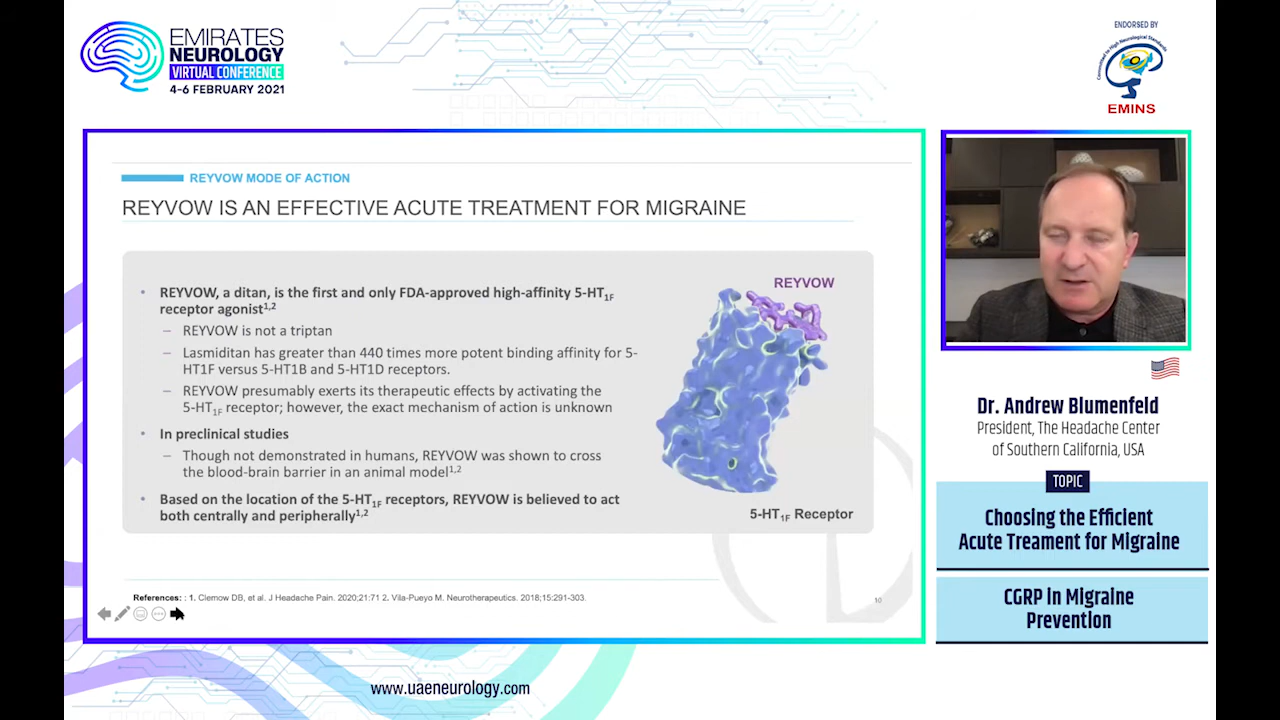 EMIRATES
NEUROLOGY
VIRTUAL CONFERENCE
4-6 FEBRUARY 2021
ENDORSED BY
Committed to High Neurological Standards
EMINS
REYVOW MODE OF ACTION
REYVOW IS AN EFFECTIVE ACUTE TREATMENT FOR MIGRAINE
• REYVOW, a ditan, is the first and only FDA-approved high-affinity 5-HT1F
receptor agonist1,2
– REYVOW is not a triptan
– Lasmiditan has greater than 440 times more potent binding affinity for 5-
HT1F versus 5-HT1B and 5-HT1D receptors.
– REYVOW presumably exerts its therapeutic effects by activating the
5-HT1F receptor; however, the exact mechanism of action is unknown
• In preclinical studies
– Though not demonstrated in humans, REYVOW was shown to cross
the blood-brain barrier in an animal model1,2
• Based on the location of the 5-HT1F receptors, REYVOW is believed to act
both centrally and peripherally1,2
REYVOW
5-HT1F Receptor
References: : 1. Clemow DB, et al. J Headache Pain. 2020;21:71 2. Vila-Pueyo M. Neurotherapeutics. 2018;15:291-303.
10
Dr. Andrew Blumenfeld
President, The Headache Center
of Southern California, USA
TOPIC
Choosing the Efficient
Acute Treament for Migraine
CGRP in Migraine
Prevention
www.uaeneurology.com